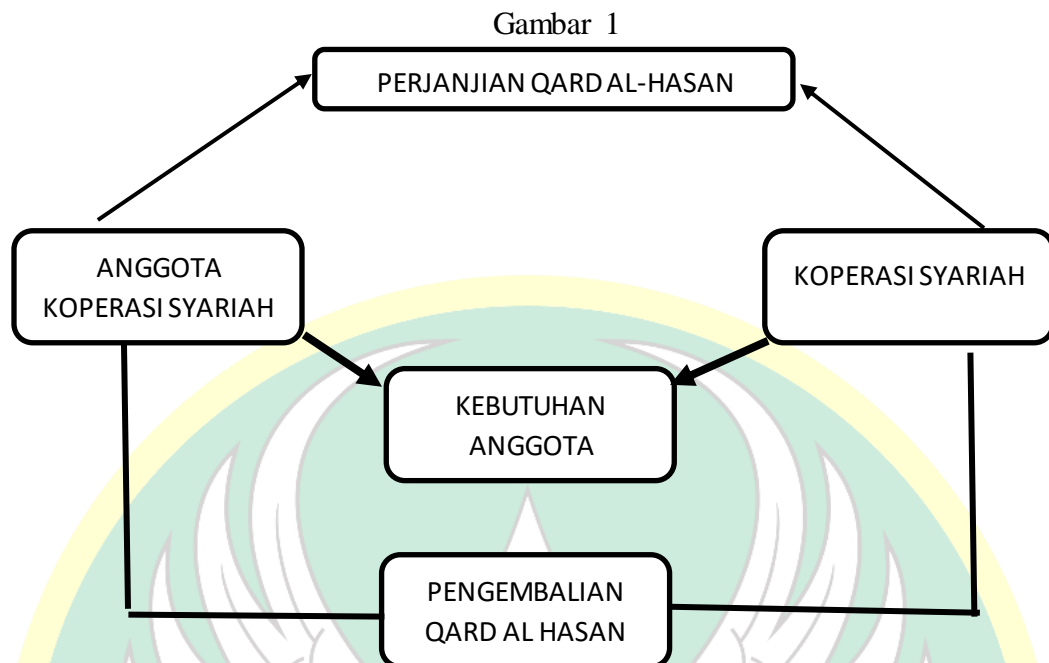 Gambar 1
PERJANJIAN QARD AL-HASAN
ANGGOTA
KOPERASI SYARIAH
KOPERASI SYARIAH
KEBUTUHAN
ANGGOTA
PENGEMBALIAN
QARD AL HASAN